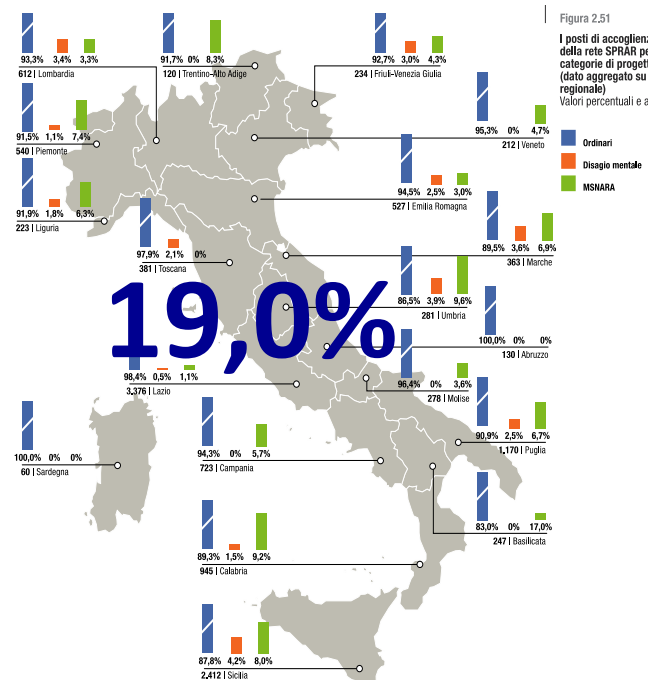 Figura 2.51
I posti di accoglienz
della rete SPRAR pe
categorie di progett
(dato aggregato su
regionale)
Valori percentuali e a
Ordinari
Disagio mentale
MSNARA
93,3% 3,4% 3,3%
612 | Lombardia
91,7% 0% 8,3%
120 | Trentino-Alto Adige
92,7% 3,0% 4,3%
234 | Friuli-Venezia Giulia
95,3% 0% 4,7%
212 | Veneto
91,5% 1,1% 7,4%
540 | Piemonte
94,5% 2,5% 3,0%
527 | Emilia Romagna
91,9% 1,8% 6,3%
223 | Liguria
89,5% 3,6% 6,9%
363 | Marche
97,9% 2,1% 0%
381 | Toscana
86,5% 3,9% 9,6%
281 | Umbria
19,0%
100,0% 0% 0%
130 | Abruzzo
98,4% 0,5% 1,1%
3,376 | Lazio
96,4% 0% 3,6%
278 | Molise
90,9% 2,5% 6,7%
1,170 | Puglia
100,0% 0% 0%
60 | Sardegna
94,3% 0% 5,7%
723 | Campania
83,0% 0% 17,0%
247 | Basilicata
89,3% 1,5% 9,2%
945 | Calabria
87,8% 4,2% 8,0%
2,412 | Sicilia